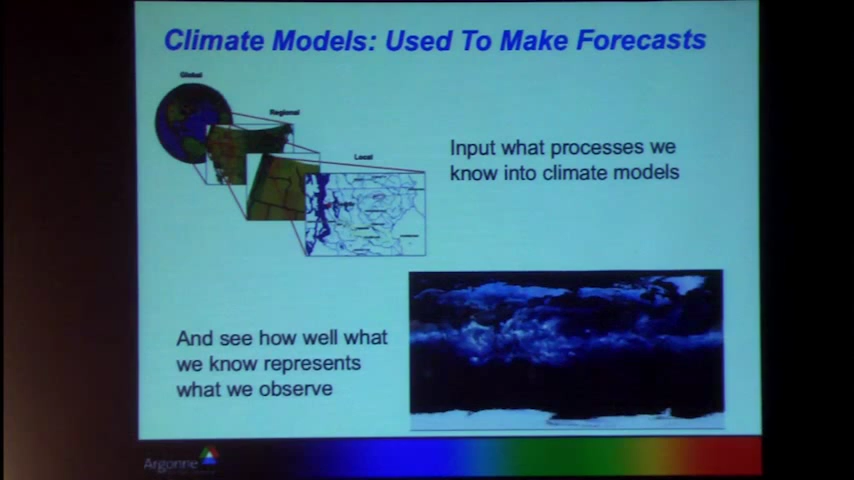 Climate Models: Used To Make Forecasts
Global
Regional
Local
Input what processes we
know into climate models
And see how well what
we know represents
what we observe
Argonne